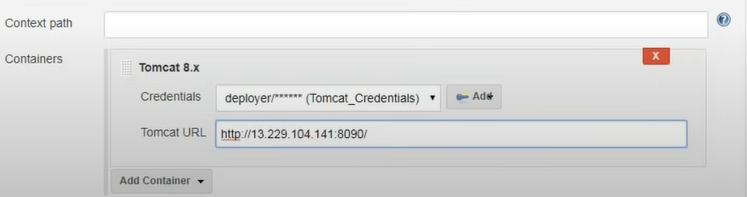 Context path
Containers
Tomcat 8.x
X
Credentials
deployer/****** (Tomcat_Credentials)
Add
Tomcat URL
http://13.229.104.141:8090/
Add Container